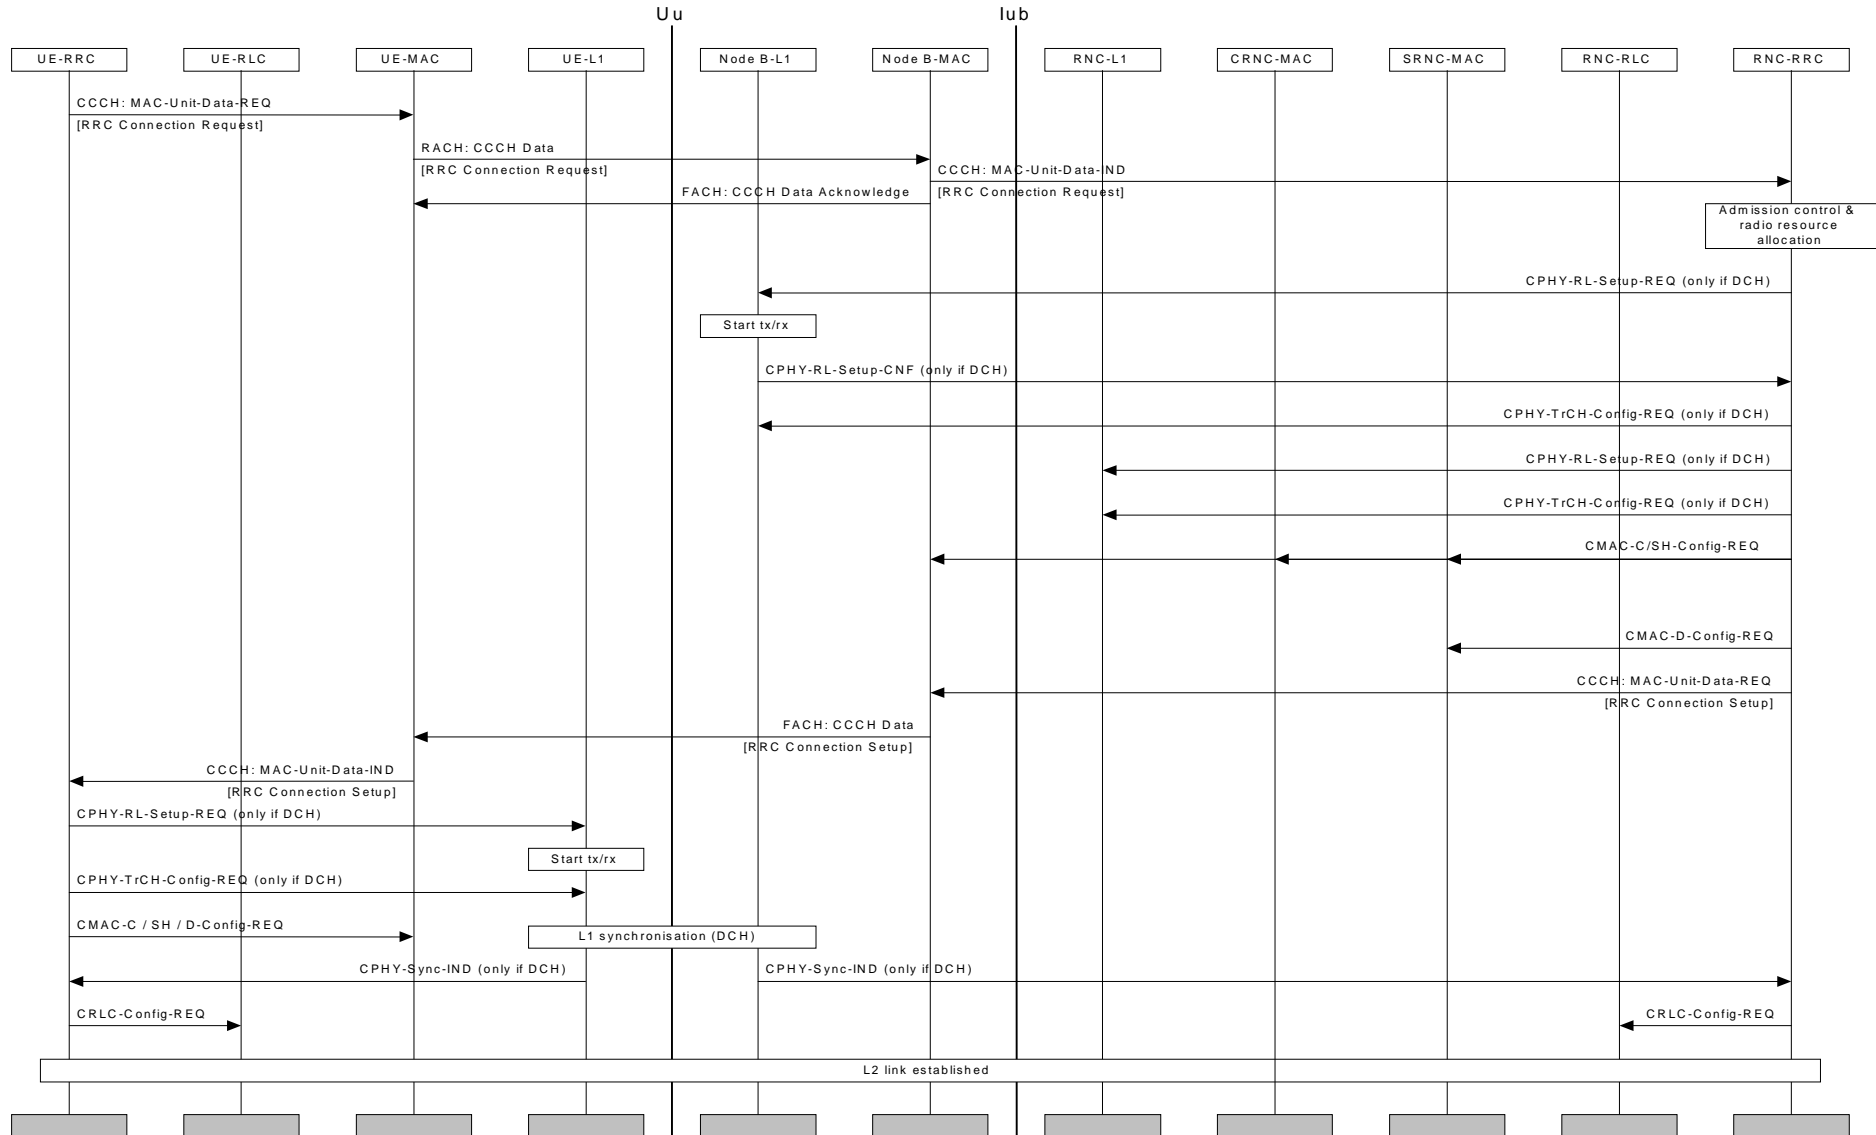 Uu Iub
UE-RRC UE-RLC UE-MAC UE-L1 Node B-L1 Node B-MAC RNC-L1 CRNC-MAC SRNC-MAC RNC-RLC RNC-RRC
CCCH: MAC-Unit-Data-REQ
[RRC Connection Request]
RACH: CCCH Data
[RRC Connection Request]
CCCH: MAC-Unit-Data-IND
[RRC Connection Request]
FACH: CCCH Data Acknowledge
Admission control &
radio resource
allocation
CPHY-RL-Setup-REQ (only if DCH)
Start tx/rx
CPHY-RL-Setup-CNF (only if DCH)
CPHY-TrCH-Config-REQ (only if DCH)
CPHY-RL-Setup-REQ (only if DCH)
CPHY-TrCH-Config-REQ (only if DCH)
CMAC-C/SH-Config-REQ
CMAC-D-Config-REQ
CCCH: MAC-Unit-Data-REQ
[RRC Connection Setup]
FACH: CCCH Data
[RRC Connection Setup]
CCCH: MAC-Unit-Data-IND
[RRC Connection Setup]
CPHY-RL-Setup-REQ (only if DCH)
Start tx/rx
CPHY-TrCH-Config-REQ (only if DCH)
CMAC-C / SH / D-Config-REQ
L1 synchronisation (DCH)
CPHY-Sync-IND (only if DCH) CPHY-Sync-IND (only if DCH)
CRLC-Config-REQ CRLC-Config-REQ
L2 link established